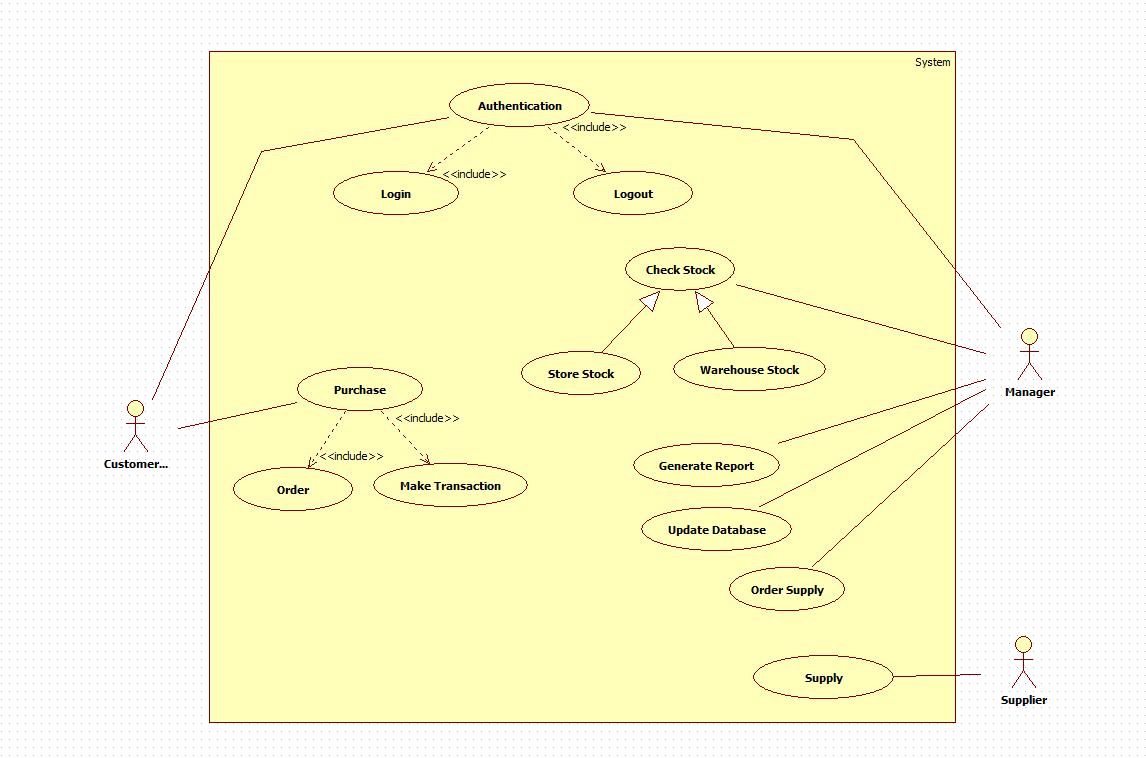 System
Authentication
<<include>>
<<include>>
Login
Logout
Check Stock
Store Stock
Warehouse Stock
Purchase
Manager
<<include>>
<<include>>
Customer...
Generate Report
Order
Make Transaction
Update Database
Order Supply
Supply
Supplier